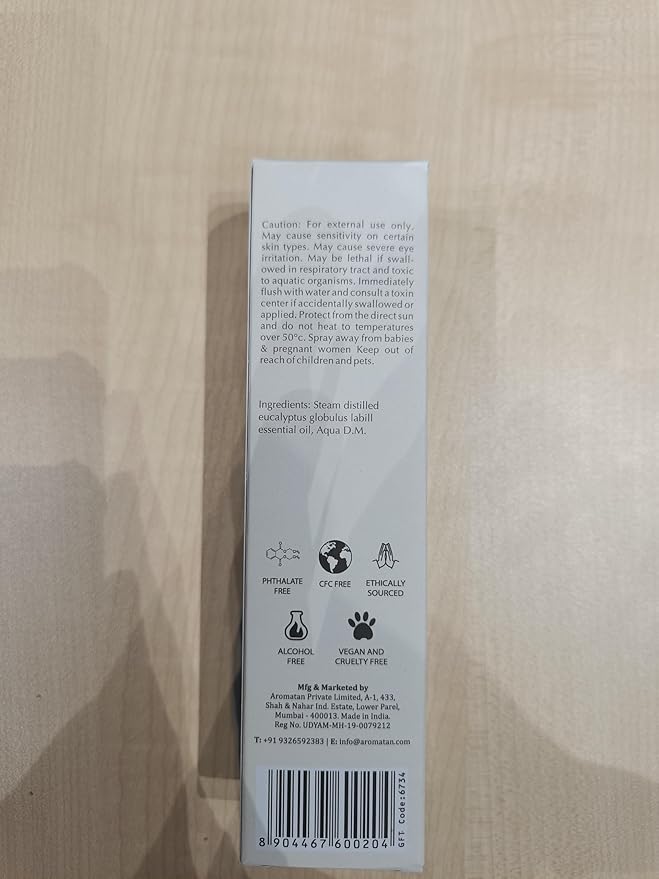 Caution: For external use only.
May cause sensitivity on certain
skin types. May cause severe eye
irritation. May be lethal if swall-
owed in respiratory tract and toxic
to aquatic organisms. Immediately
flush with water and consult a toxin
center if accidentally swallowed or
applied. Protect from the direct sun
and do not heat to temperatures
over 50°c. Spray away from babies
& pregnant women Keep out of
reach of children and pets.
Ingredients: Steam distilled
eucalyptus globulus labill
essential oil, Aqua D.M.
PHTHALATE
FREE
CFC FREE
ETHICALLY
SOURCED
ALCOHOL
FREE
VEGAN AND
CRUELTY FREE
Mfg & Marketed by
Aromatan Private Limited, A-1, 433,
Shah & Nahar Ind. Estate, Lower Parel,
Mumbai - 400013. Made in India.
Reg No. UDYAM-MH-19-0079212
T: +91 9326592383 | E: info@aromatan.com
8 904467 600204
GFT Code:6734